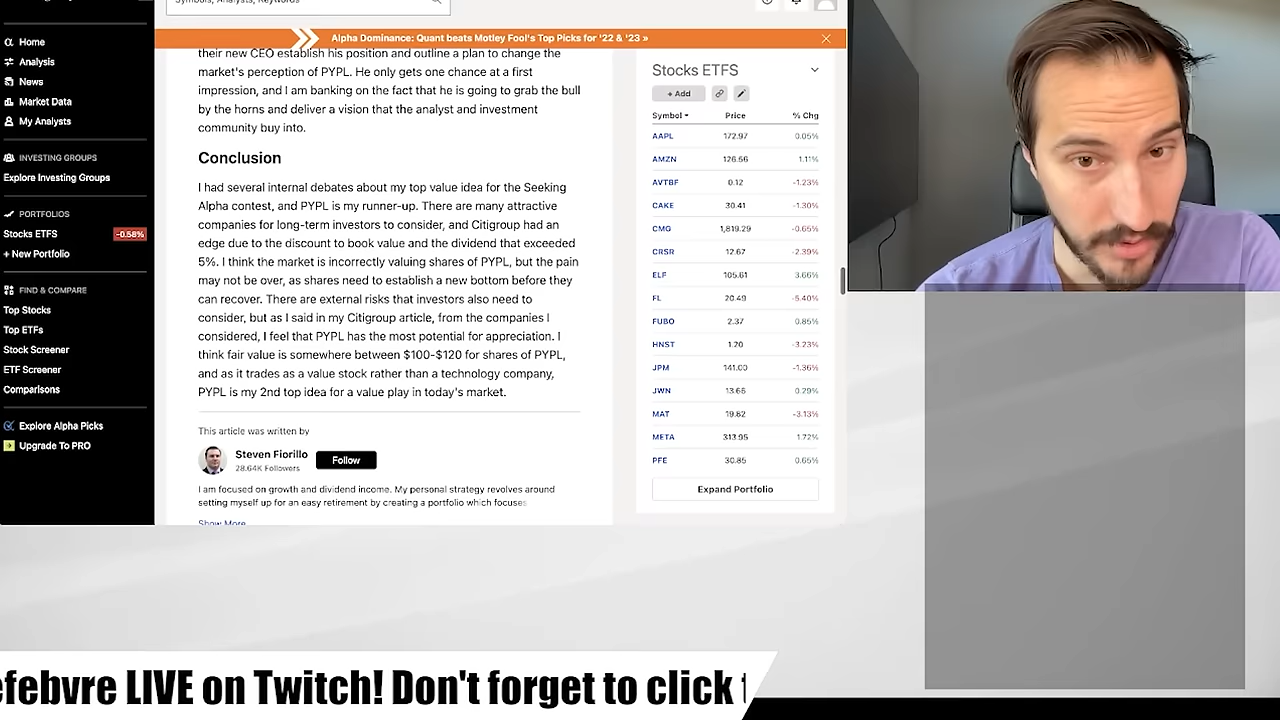 Symbols, Analysts, Keywords
Alpha Dominance: Quant beats Motley Fool's Top Picks for '22 & '23 »
Home
Analysis
News
Market Data
My Analysts
INVESTING GROUPS
Explore Investing Groups
PORTFOLIOS
Stocks ETFS -0.58%
+ New Portfolio
FIND & COMPARE
Top Stocks
Top ETFs
Stock Screener
ETF Screener
Comparisons
Explore Alpha Picks
Upgrade To PRO
their new CEO establish his position and outline a plan to change the
market's perception of PYPL. He only gets one chance at a first
impression, and I am banking on the fact that he is going to grab the bull
by the horns and deliver a vision that the analyst and investment
community buy into.
Conclusion
I had several internal debates about my top value idea for the Seeking
Alpha contest, and PYPL is my runner-up. There are many attractive
companies for long-term investors to consider, and Citigroup had an
edge due to the discount to book value and the dividend that exceeded
5%. I think the market is incorrectly valuing shares of PYPL, but the pain
may not be over, as shares need to establish a new bottom before they
can recover. There are external risks that investors also need to
consider, but as I said in my Citigroup article, from the companies I
considered, I feel that PYPL has the most potential for appreciation. I
think fair value is somewhere between $100-$120 for shares of PYPL,
and as it trades as a value stock rather than a technology company,
PYPL is my 2nd top idea for a value play in today's market.
This article was written by
Steven Fiorillo
28.64K Followers
Follow
I am focused on growth and dividend income. My personal strategy revolves around
setting myself up for an easy retirement by creating a portfolio which focuses
Show More
Stocks ETFS
+ Add
Symbol Price % Chg
AAPL 172.97 0.05%
AMZN 126.56 1.11%
AVTBF 0.12 -1.23%
CAKE 30.41 -1.30%
CMG 1,819.29 -0.65%
CRSR 12.67 -2.39%
ELF 105.61 3.66%
FL 20.49 -5.40%
FUBO 2.37 0.85%
HNST 1.20 -3.23%
JPM 141.00 -1.36%
JWN 13.66 0.29%
MAT 19.82 -3.13%
META 313.95 1.72%
PFE 30.85 0.65%
Expand Portfolio
efebvre LIVE on Twitch! Don't forget to click